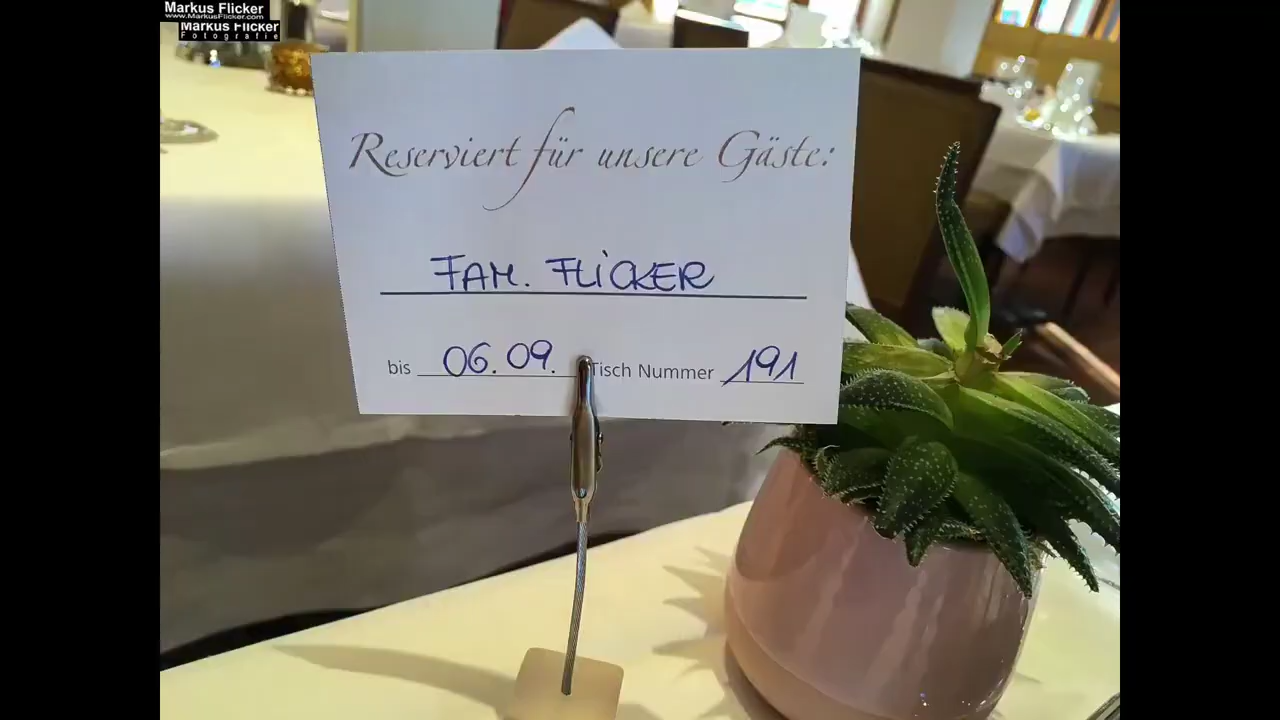 Markus Flicker
www.MarkusFlicker.com
Markus Flicker
Fotografie
Reserviert für unsere Gäste:
FAM. FLiCKER
bis 06.09. Tisch Nummer 191